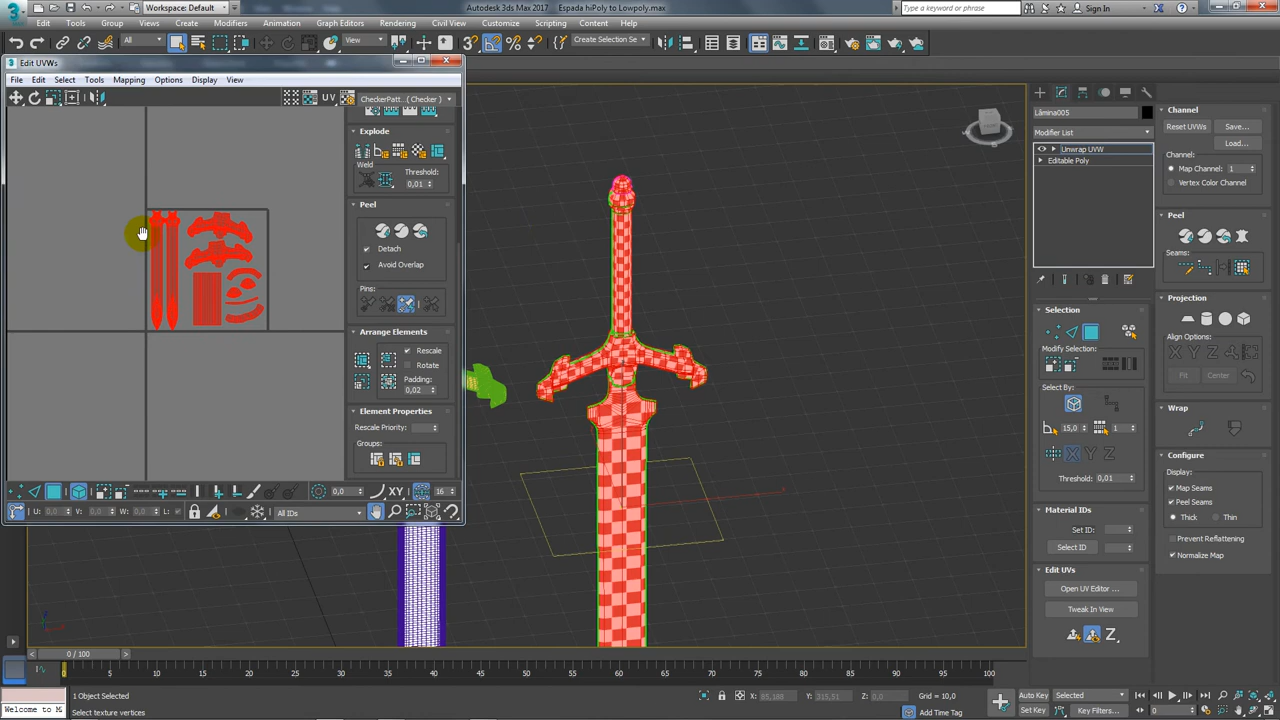 3 Workspace: Default Autodesk 3ds Max 2017 Espada hiPoly to Lowpoly.max Type a keyword or phrase Sign In
Edit Tools Group Views Create Modifiers Animation Graph Editors Rendering Civil View Customize Scripting Content Help
All View Create Selection Se
3 Edit UVWs
File Edit Select Tools Mapping Options Display View
UV CheckerPatt... ( Checker )
Explode
Weld Threshold:
0,01
Peel
Detach
Avoid Overlap
Pins:
Arrange Elements
Rescale
Rotate
Padding:
0,02
Element Properties
Rescale Priority:
Groups:
0,0 XY 16
U: 0,0 V: 0,0 W: 0,0 All IDs
Lâmina005
Modifier List
Unwrap UVW
Editable Poly
Selection
Modify Selection:
Select By:
15,0 1
X Y Z
Threshold: 0,01
Material IDs
Set ID:
Select ID
Edit UVs
Open UV Editor ...
Tweak In View
Z
Channel
Reset UVWs Save...
Channel: Load...
Map Channel: 1
Vertex Color Channel
Peel
Seams:
Projection
Align Options:
X Y Z
Fit Center
Wrap
Configure
Display:
Map Seams
Peel Seams
Thick Thin
Prevent Reflattening
Normalize Map
0 / 100
0 5 10 15 20 25 30 35 40 45 50 55 60 65 70 75 80 85 90 95 100
1 Object Selected X: 85,188 Y: 315,51 Z: 0,0 Grid = 10,0 Auto Key Selected
Welcome to M Select texture vertices Add Time Tag Set Key Key Filters... 0